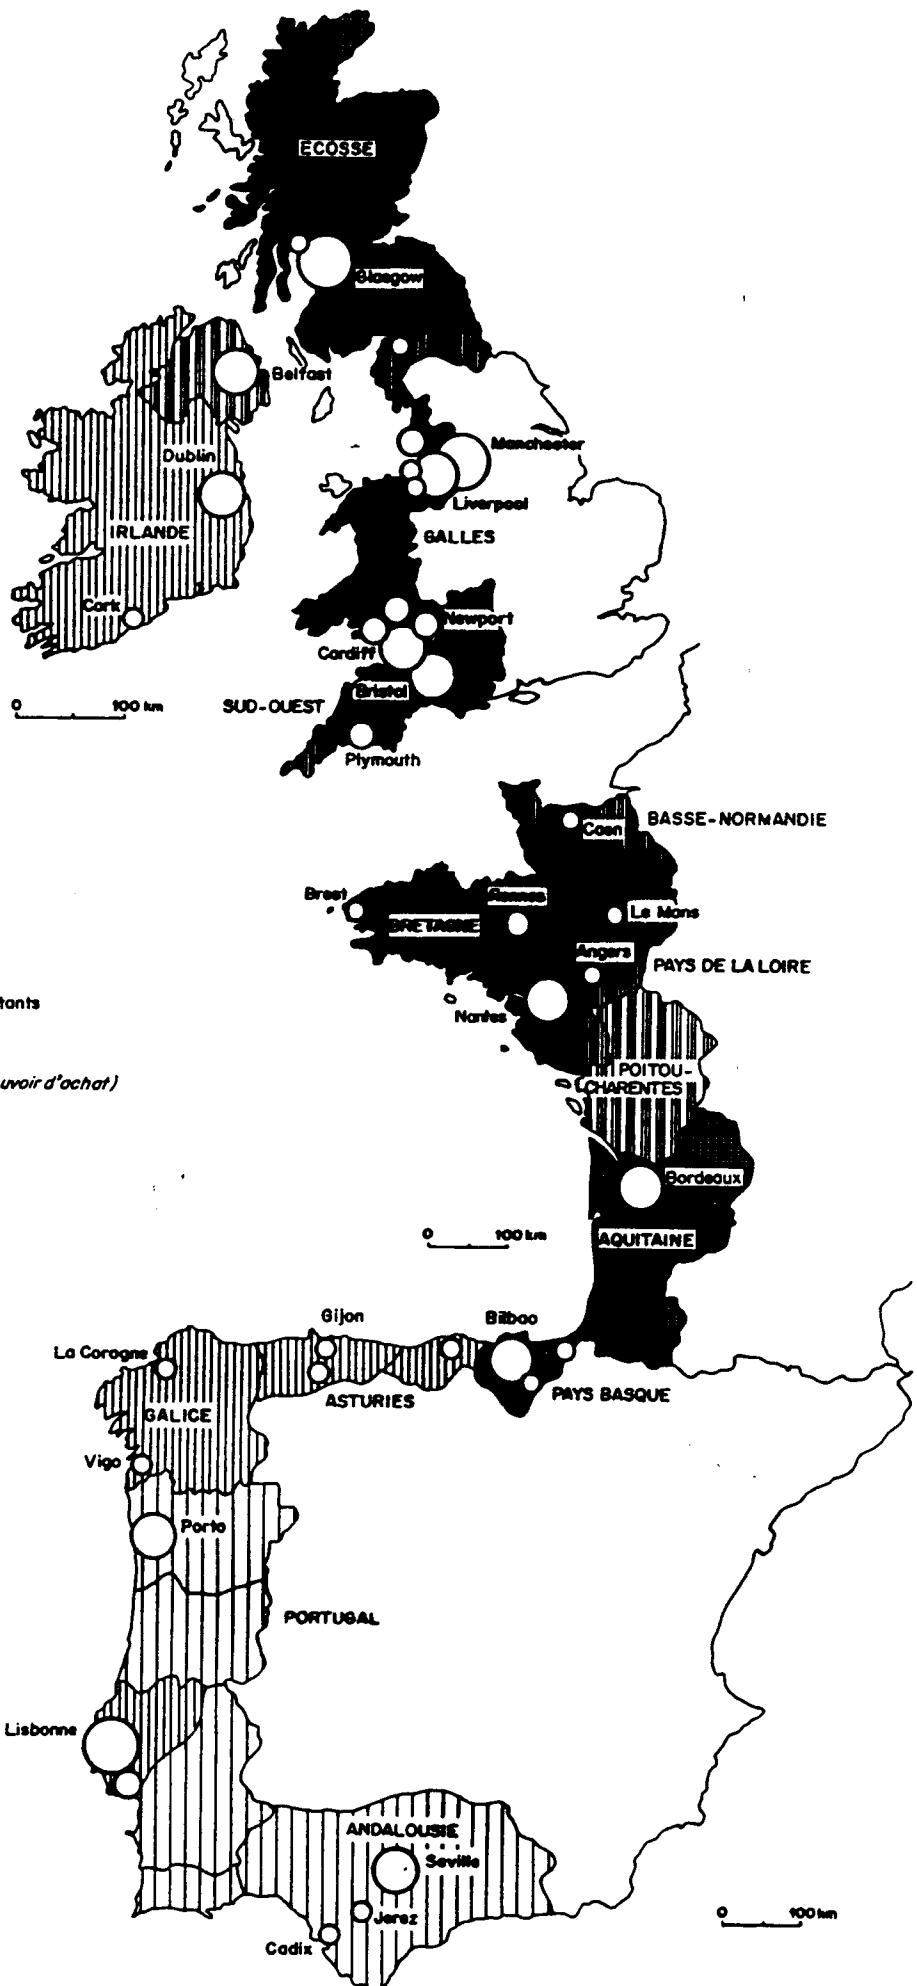 ECOSSE
Glasgow
Belfast
Manchester
Dublin
Liverpool
IRLANDE
GALLES
Cork
Newport
Cardiff
Bristol
0 100 km
SUD-OUEST
Plymouth
BASSE-NORMANDIE
Caen
Brest
Rennes
Le Mans
BRETAGNE
Angers
PAYS DE LA LOIRE
tants
Nantes
POITOU-
CHARENTES
uvoir d'achat)
Bordeaux
0 100 km
AQUITAINE
Gijon
Bilbao
La Corogne
ASTURIES
PAYS BASQUE
GALICE
Vigo
Porto
PORTUGAL
Lisbonne
ANDALOUSIE
Seville
Jerez
Cadix
0 100 km